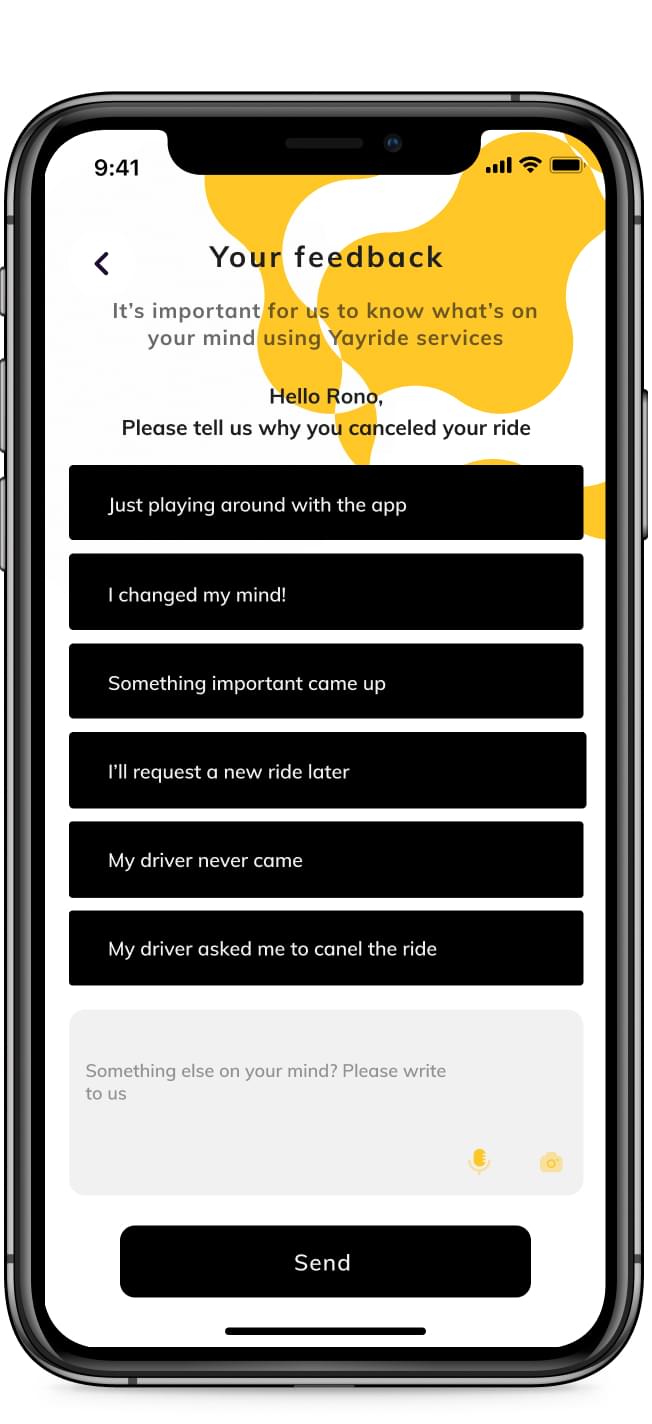 9:41
Your feedback
It’s important for us to know what’s on
your mind using Yayride services
Hello Rono,
Please tell us why you canceled your ride
Just playing around with the app
I changed my mind!
Something important came up
I’ll request a new ride later
My driver never came
My driver asked me to canel the ride
Something else on your mind? Please write
to us
Send